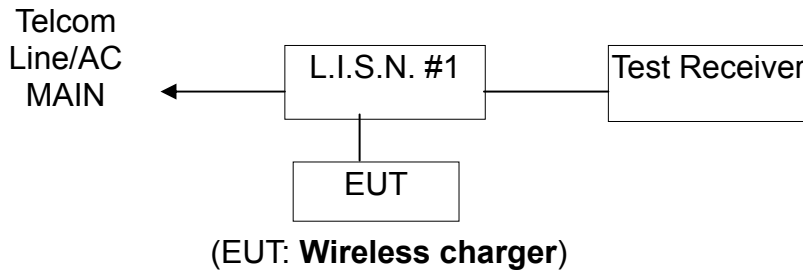 Telcom
Line/AC
MAIN
L.I.S.N. #1
Test Receiver
EUT
(EUT: Wireless charger)